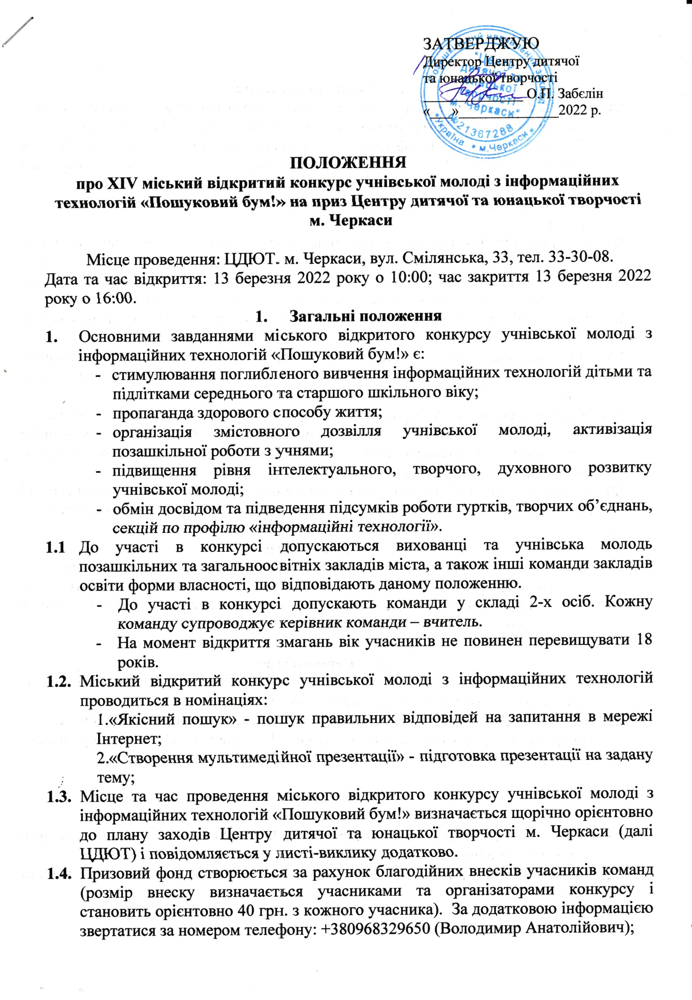 ЗАТВЕРДЖУЮ
Директор Центру дитячої
та юнацької творчості
______________ О.П. Забєлін
«___»______________2022 р.
позашкільний навчальний заклад
"Центр
дитячої та
юнацької
творчості
м. Черкаси"
№21367288
*Україна * м.Черкаси *
ПОЛОЖЕННЯ
про XIV міський відкритий конкурс учнівської молоді з інформаційних
технологій «Пошуковий бум!» на приз Центру дитячої та юнацької творчості
м. Черкаси
Місце проведення: ЦДЮТ. м. Черкаси, вул. Смілянська, 33, тел. 33-30-08.
Дата та час відкриття: 13 березня 2022 року о 10:00; час закриття 13 березня 2022
року о 16:00.
1. Загальні положення
1. Основними завданнями міського відкритого конкурсу учнівської молоді з
інформаційних технологій «Пошуковий бум!» є:
- стимулювання поглибленого вивчення інформаційних технологій дітьми та
підлітками середнього та старшого шкільного віку;
- пропаганда здорового способу життя;
- організація змістовного дозвілля учнівської молоді, активізація
позашкільної роботи з учнями;
- підвищення рівня інтелектуального, творчого, духовного розвитку
учнівської молоді;
- обмін досвідом та підведення підсумків роботи гуртків, творчих об’єднань,
секцій по профілю «інформаційні технології».
1.1 До участі в конкурсі допускаються вихованці та учнівська молодь
позашкільних та загальноосвітніх закладів міста, а також інші команди закладів
освіти форми власності, що відповідають даному положенню.
- До участі в конкурсі допускають команди у складі 2-х осіб. Кожну
команду супроводжує керівник команди – вчитель.
- На момент відкриття змагань вік учасників не повинен перевищувати 18
років.
1.2. Міський відкритий конкурс учнівської молоді з інформаційних технологій
проводиться в номінаціях:
1.«Якісний пошук» - пошук правильних відповідей на запитання в мережі
Інтернет;
2.«Створення мультимедійної презентації» - підготовка презентації на задану
тему;
1.3. Місце та час проведення міського відкритого конкурсу учнівської молоді з
інформаційних технологій «Пошуковий бум!» визначається щорічно орієнтовно
до плану заходів Центру дитячої та юнацької творчості м. Черкаси (далі
ЦДЮТ) і повідомляється у листі-виклику додатково.
1.4. Призовий фонд створюється за рахунок благодійних внесків учасників команд
(розмір внеску визначається учасниками та організаторами конкурсу і
становить орієнтовно 40 грн. з кожного учасника). За додатковою інформацією
звертатися за номером телефону: +380968329650 (Володимир Анатолійович);